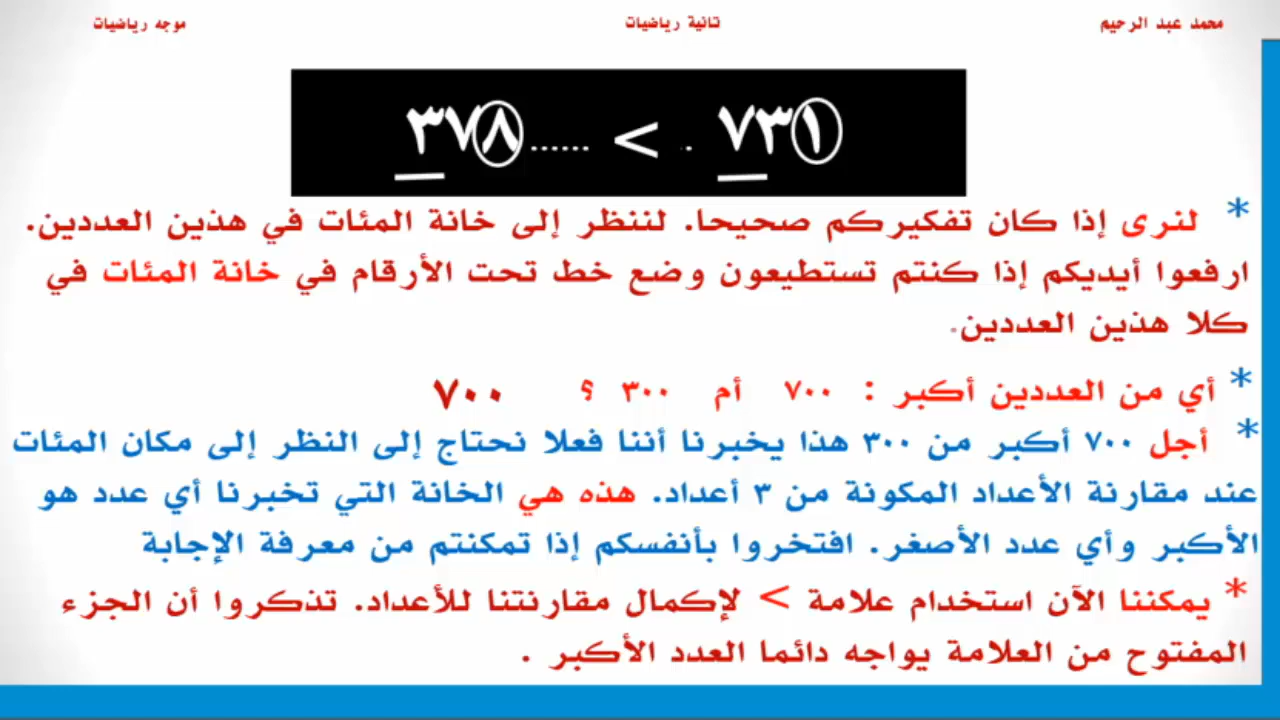 محمد عبد الرحيم تانية رياضيات موجه رياضيات
٣٧٨ ...... < .. ٧٣١
* لنرى إذا كان تفكيركم صحيحا. لننظر إلى خانة المئات في هذين العددين.
ارفعوا أيديكم إذا كنتم تستطيعون وضع خط تحت الأرقام في خانة المئات في
كلا هذين العددين.
* أي من العددين أكبر : ٧٠٠ أم ٣٠٠ ؟ ٧٠٠
* أجل ٧٠٠ أكبر من ٣٠٠ هذا يخبرنا أننا فعلا نحتاج إلى النظر إلى مكان المئات
عند مقارنة الأعداد المكونة من ٣ أعداد. هذه هي الخانة التي تخبرنا أي عدد هو
الأكبر وأي عدد الأصغر. افتخروا بأنفسكم إذا تمكنتم من معرفة الإجابة
* يمكننا الآن استخدام علامة < لإكمال مقارنتنا للأعداد. تذكروا أن الجزء
المفتوح من العلامة يواجه دائما العدد الأكبر .